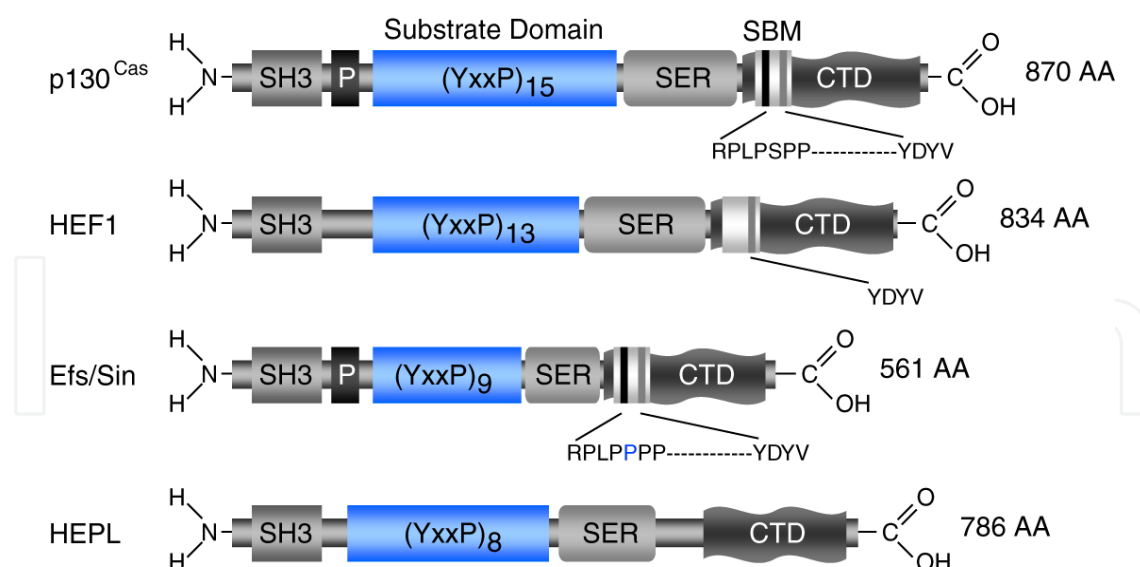 Substrate Domain SBM
p130Cas H N H SH3 P (YxxP)15 SER CTD C O OH 870 AA
RPLPSPP------------YDYV
HEF1 H N H SH3 (YxxP)13 SER CTD C O OH 834 AA
YDYV
Efs/Sin H N H SH3 P (YxxP)9 SER CTD C O OH 561 AA
RPLPPPP------------YDYV
HEPL H N H SH3 (YxxP)8 SER CTD C O OH 786 AA